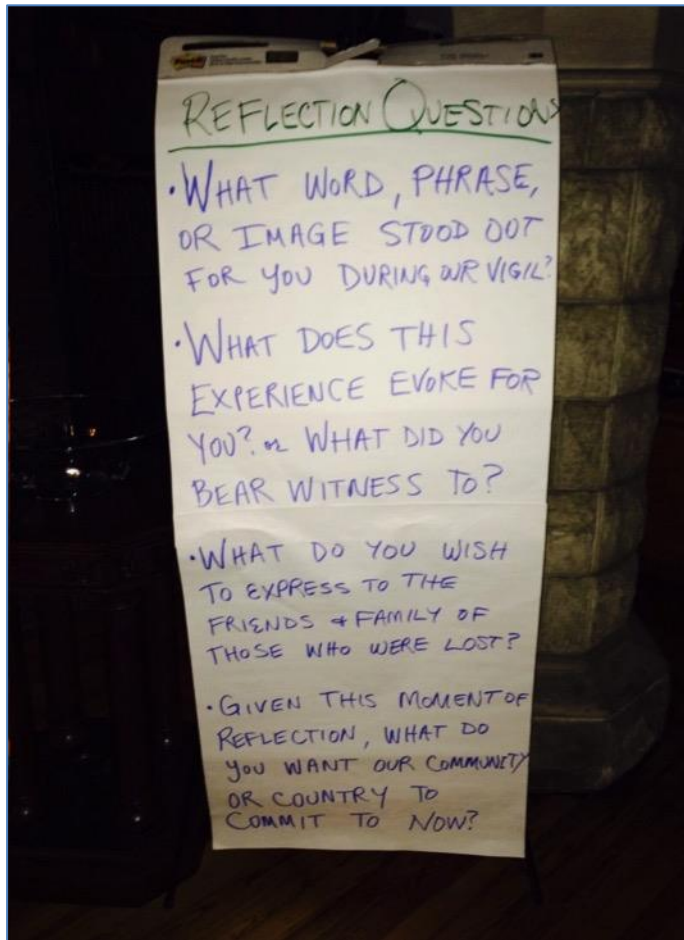 Post-it
REFLECTION QUESTIONS
• WHAT WORD, PHRASE,
OR IMAGE STOOD OUT
FOR YOU DURING OUR VIGIL?
• WHAT DOES THIS
EXPERIENCE EVOKE FOR
YOU? or WHAT DID YOU
BEAR WITNESS TO?
• WHAT DO YOU WISH
TO EXPRESS TO THE
FRIENDS & FAMILY OF
THOSE WHO WERE LOST?
• GIVEN THIS MOMENT OF
REFLECTION, WHAT DO
YOU WANT OUR COMMUNITY
OR COUNTRY TO
COMMIT TO NOW?